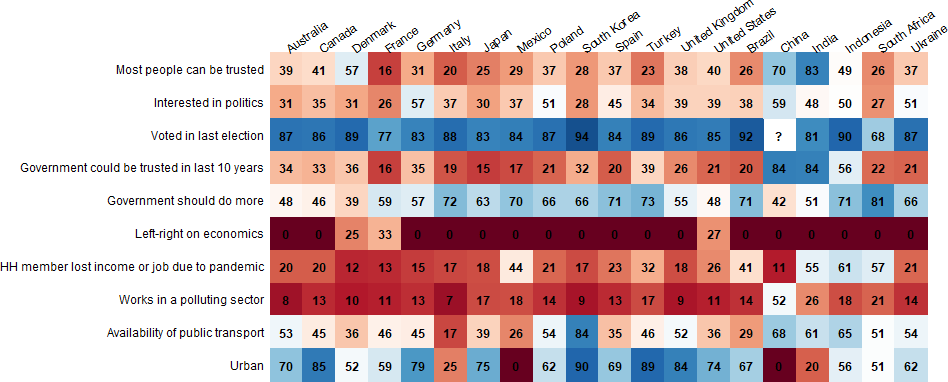 Australia Canada Denmark France Germany Italy Japan Mexico Poland South Korea Spain Turkey United Kingdom United States Brazil China India Indonesia South Africa Ukraine
Most people can be trusted 39 41 57 16 31 20 25 29 37 28 37 23 38 40 26 70 83 49 26 37
Interested in politics 31 35 31 26 57 37 30 37 51 28 45 34 39 39 38 59 48 50 27 51
Voted in last election 87 86 89 77 83 88 83 84 87 94 84 89 86 85 92 ? 81 90 68 87
Government could be trusted in last 10 years 34 33 36 16 35 19 15 17 21 32 20 39 26 21 20 84 84 56 22 21
Government should do more 48 46 39 59 57 72 63 70 66 66 71 73 55 48 71 42 51 71 81 66
Left-right on economics 0 0 25 33 0 0 0 0 0 0 0 0 0 27 0 0 0 0 0 0
HH member lost income or job due to pandemic 20 20 12 13 15 17 18 44 21 17 23 32 18 26 41 11 55 61 57 21
Works in a polluting sector 8 13 10 11 13 7 17 18 14 9 13 17 9 11 14 52 26 18 21 14
Availability of public transport 53 45 36 46 45 17 39 26 54 84 35 46 52 36 29 68 61 65 51 54
Urban 70 85 52 59 79 25 75 0 62 90 69 89 84 74 67 0 20 56 51 62